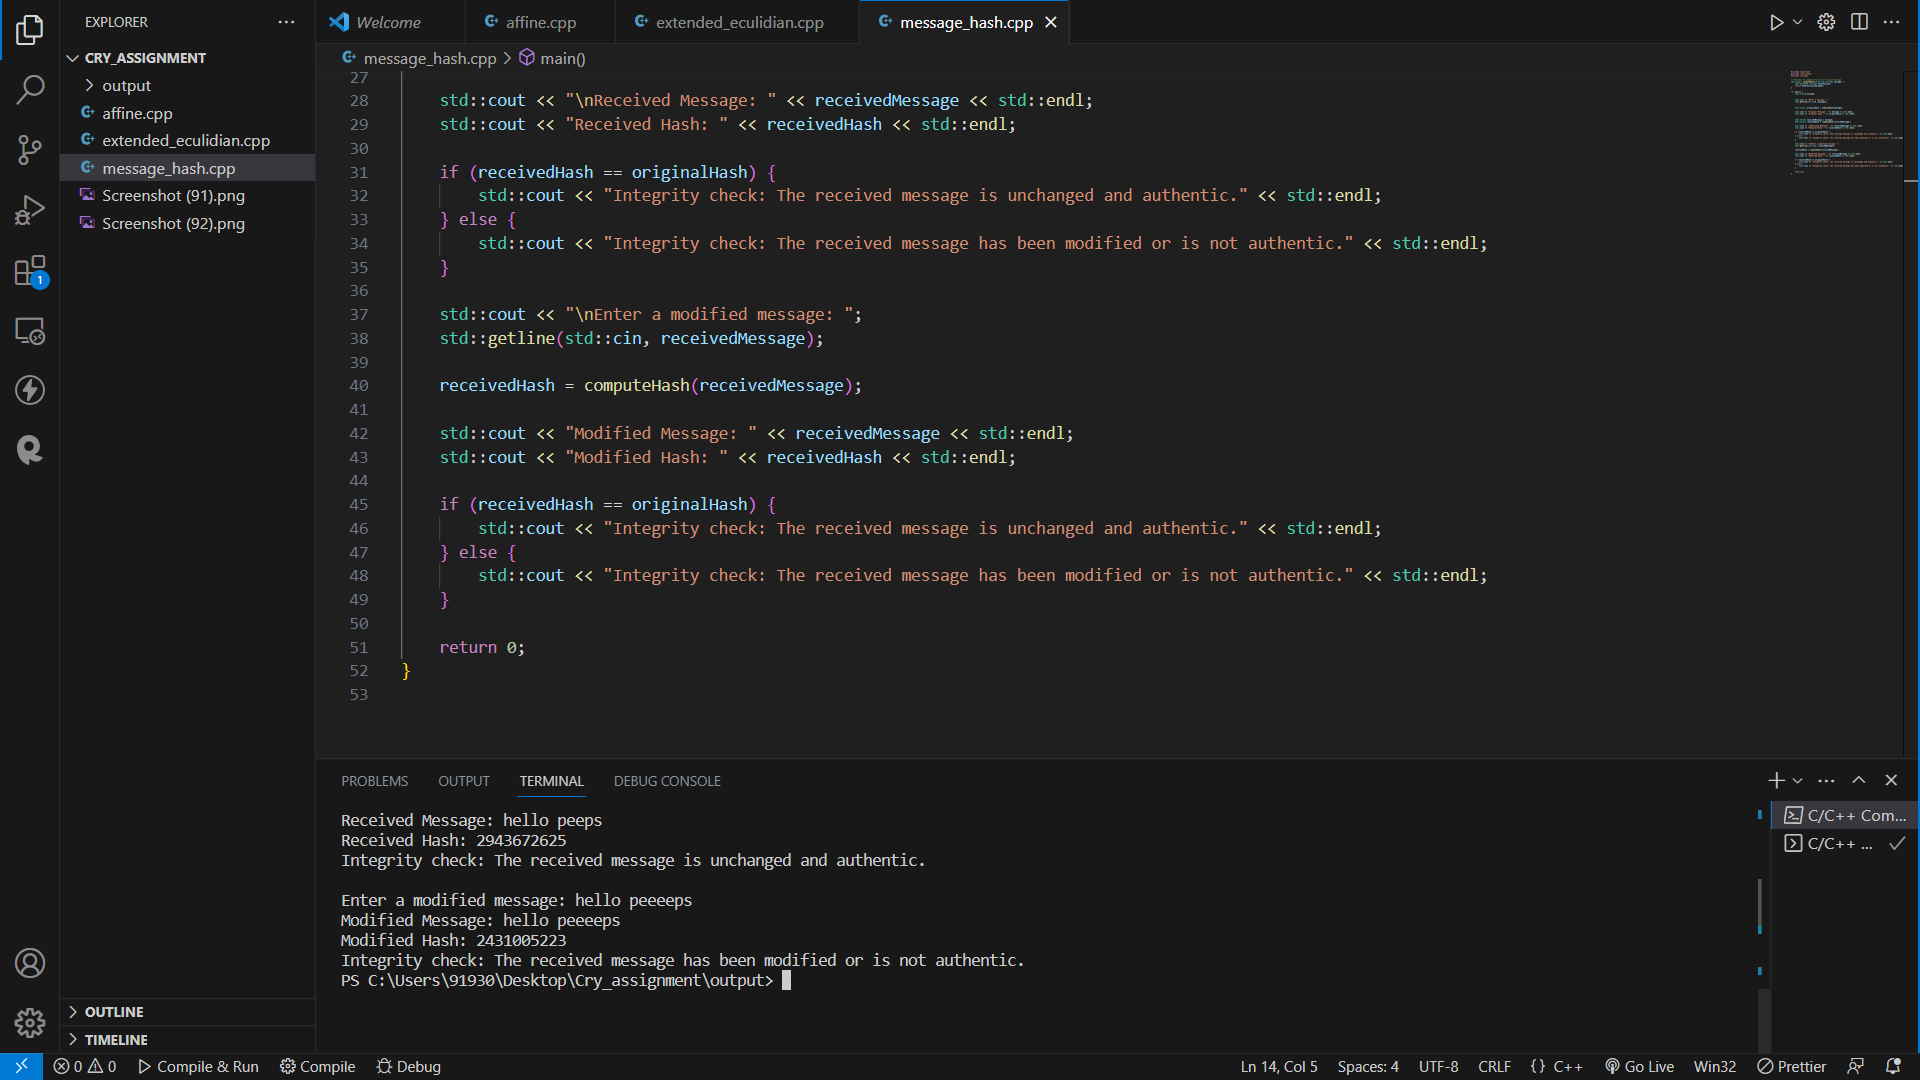 EXPLORER
Welcome
affine.cpp
extended_eculidian.cpp
message_hash.cpp
CRY_ASSIGNMENT
output
affine.cpp
extended_eculidian.cpp
message_hash.cpp
Screenshot (91).png
Screenshot (92).png
OUTLINE
TIMELINE
1
message_hash.cpp > main()
27
28 std::cout << "\nReceived Message: " << receivedMessage << std::endl;
29 std::cout << "Received Hash: " << receivedHash << std::endl;
30
31 if (receivedHash == originalHash) {
32 std::cout << "Integrity check: The received message is unchanged and authentic." << std::endl;
33 } else {
34 std::cout << "Integrity check: The received message has been modified or is not authentic." << std::endl;
35 }
36
37 std::cout << "\nEnter a modified message: ";
38 std::getline(std::cin, receivedMessage);
39
40 receivedHash = computeHash(receivedMessage);
41
42 std::cout << "Modified Message: " << receivedMessage << std::endl;
43 std::cout << "Modified Hash: " << receivedHash << std::endl;
44
45 if (receivedHash == originalHash) {
46 std::cout << "Integrity check: The received message is unchanged and authentic." << std::endl;
47 } else {
48 std::cout << "Integrity check: The received message has been modified or is not authentic." << std::endl;
49 }
50
51 return 0;
52 }
53
PROBLEMS OUTPUT TERMINAL DEBUG CONSOLE
Received Message: hello peeps
Received Hash: 2943672625
Integrity check: The received message is unchanged and authentic.
Enter a modified message: hello peeeeps
Modified Message: hello peeeeps
Modified Hash: 2431005223
Integrity check: The received message has been modified or is not authentic.
PS C:\Users\91930\Desktop\Cry_assignment\output>
C/C++ Com...
C/C++ ...
0 0 Compile & Run Compile Debug Ln 14, Col 5 Spaces: 4 UTF-8 CRLF {} C++ Go Live Win32 Prettier